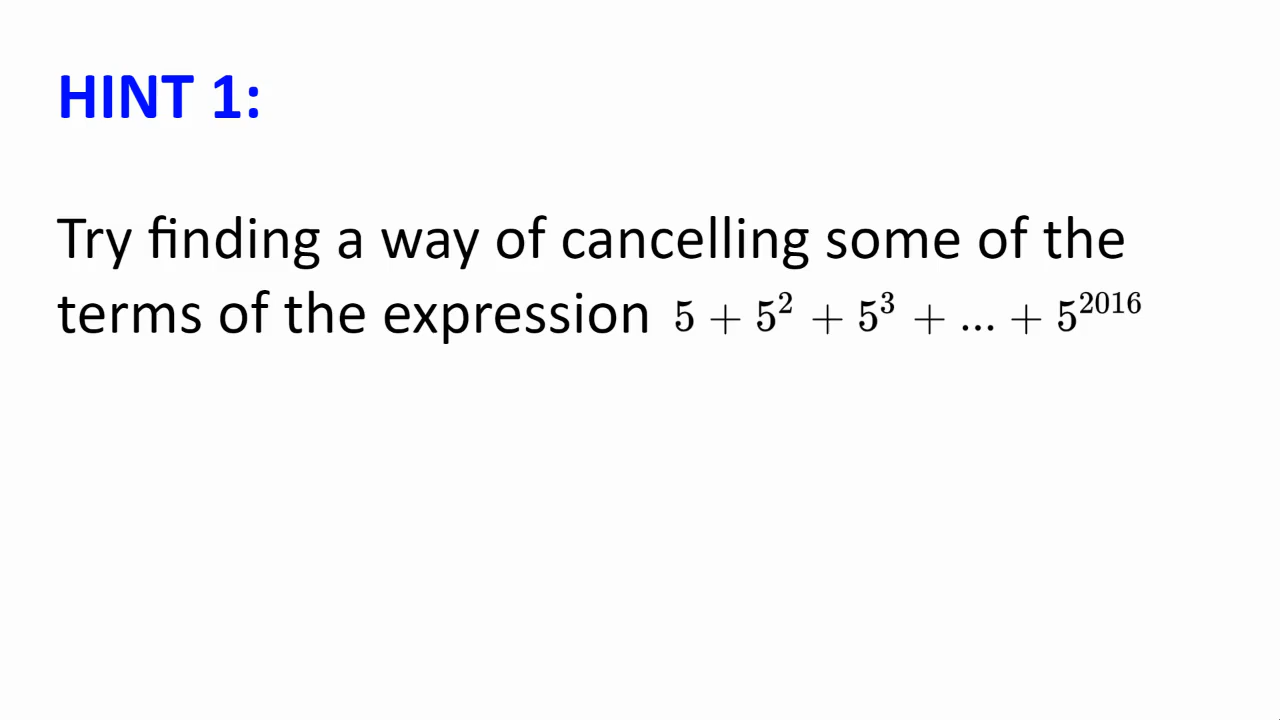 HINT 1:
Try finding a way of cancelling some of the
terms of the expression 5 + 5² + 5³ + ... + 5²⁰¹⁶